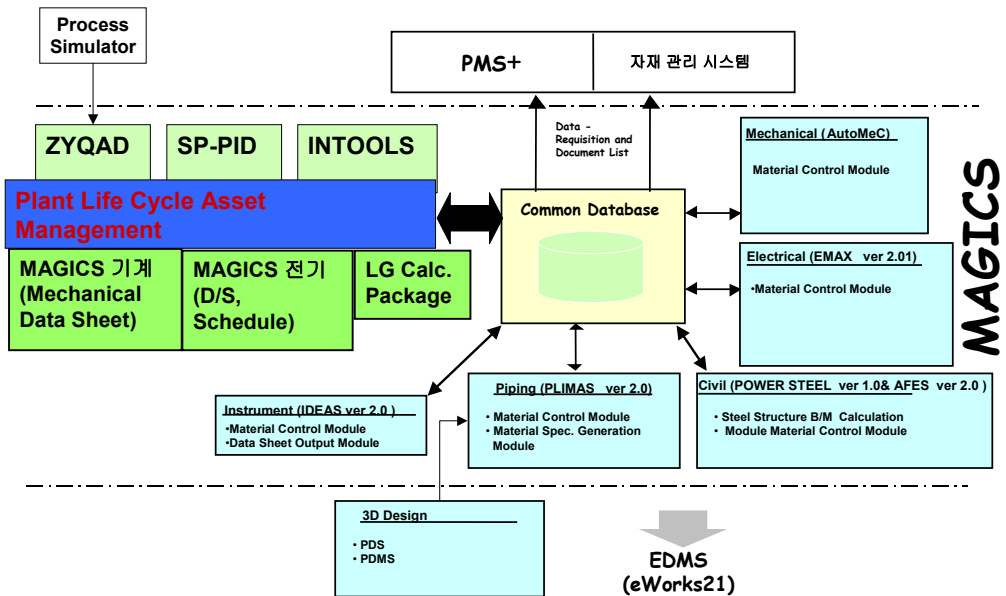 Process
Simulator
PMS+
자재 관리 시스템
ZYQAD
SP-PID
INTOOLS
Data -
Requisition and
Document List
Plant Life Cycle Asset
Management
Common Database
Mechanical (AutoMeC)
Material Control Module
MAGICS
MAGICS 기계
(Mechanical
Data Sheet)
MAGICS 전기
(D/S,
Schedule)
LG Calc.
Package
Electrical (EMAX ver 2.01)
•Material Control Module
Instrument (IDEAS ver 2.0 )
•Material Control Module
•Data Sheet Output Module
Piping (PLIMAS ver 2.0)
• Material Control Module
• Material Spec. Generation
Module
Civil (POWER STEEL ver 1.0& AFES ver 2.0 )
• Steel Structure B/M Calculation
• Module Material Control Module
3D Design
• PDS
• PDMS
EDMS
(eWorks21)